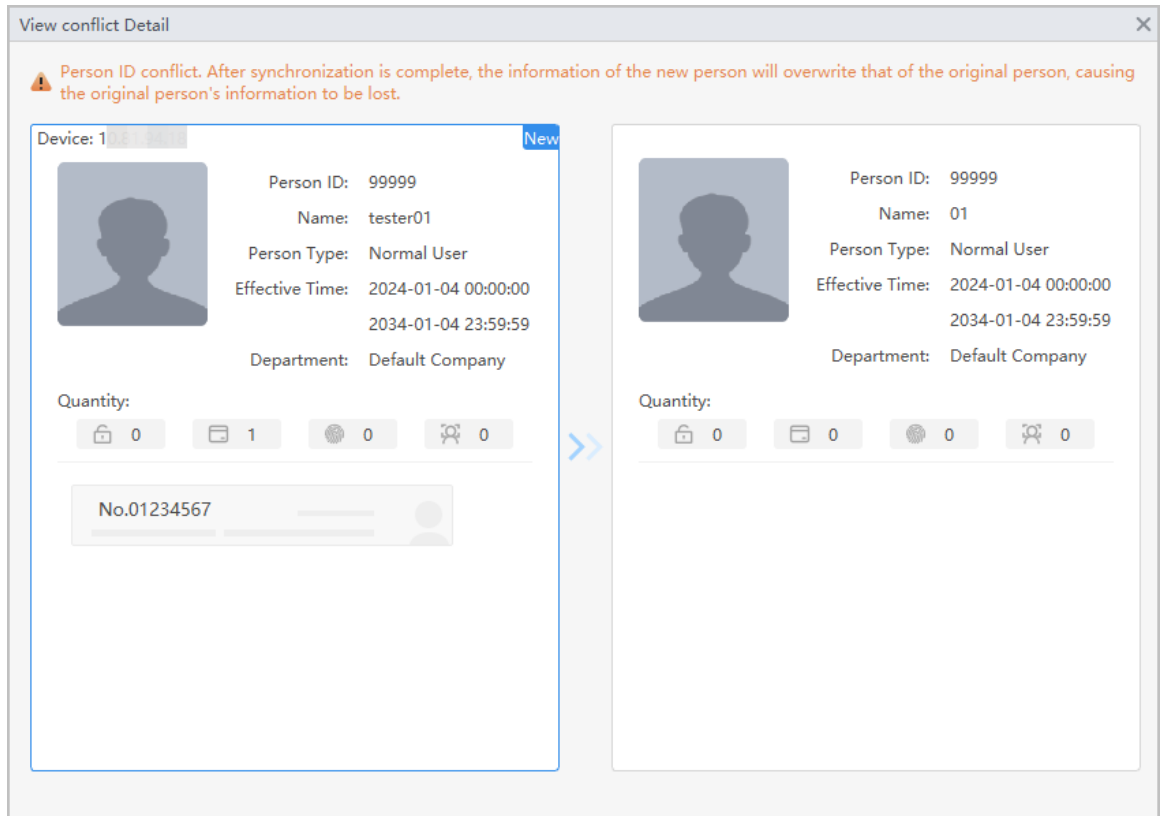 View conflict Detail
Person ID conflict. After synchronization is complete, the information of the new person will overwrite that of the original person, causing
the original person's information to be lost.
Device: 1
New
Person ID: 99999
Name: tester01
Person Type: Normal User
Effective Time: 2024-01-04 00:00:00
2034-01-04 23:59:59
Department: Default Company
Quantity:
0 1 0 0
No.01234567
Person ID: 99999
Name: 01
Person Type: Normal User
Effective Time: 2024-01-04 00:00:00
2034-01-04 23:59:59
Department: Default Company
Quantity:
0 0 0 0